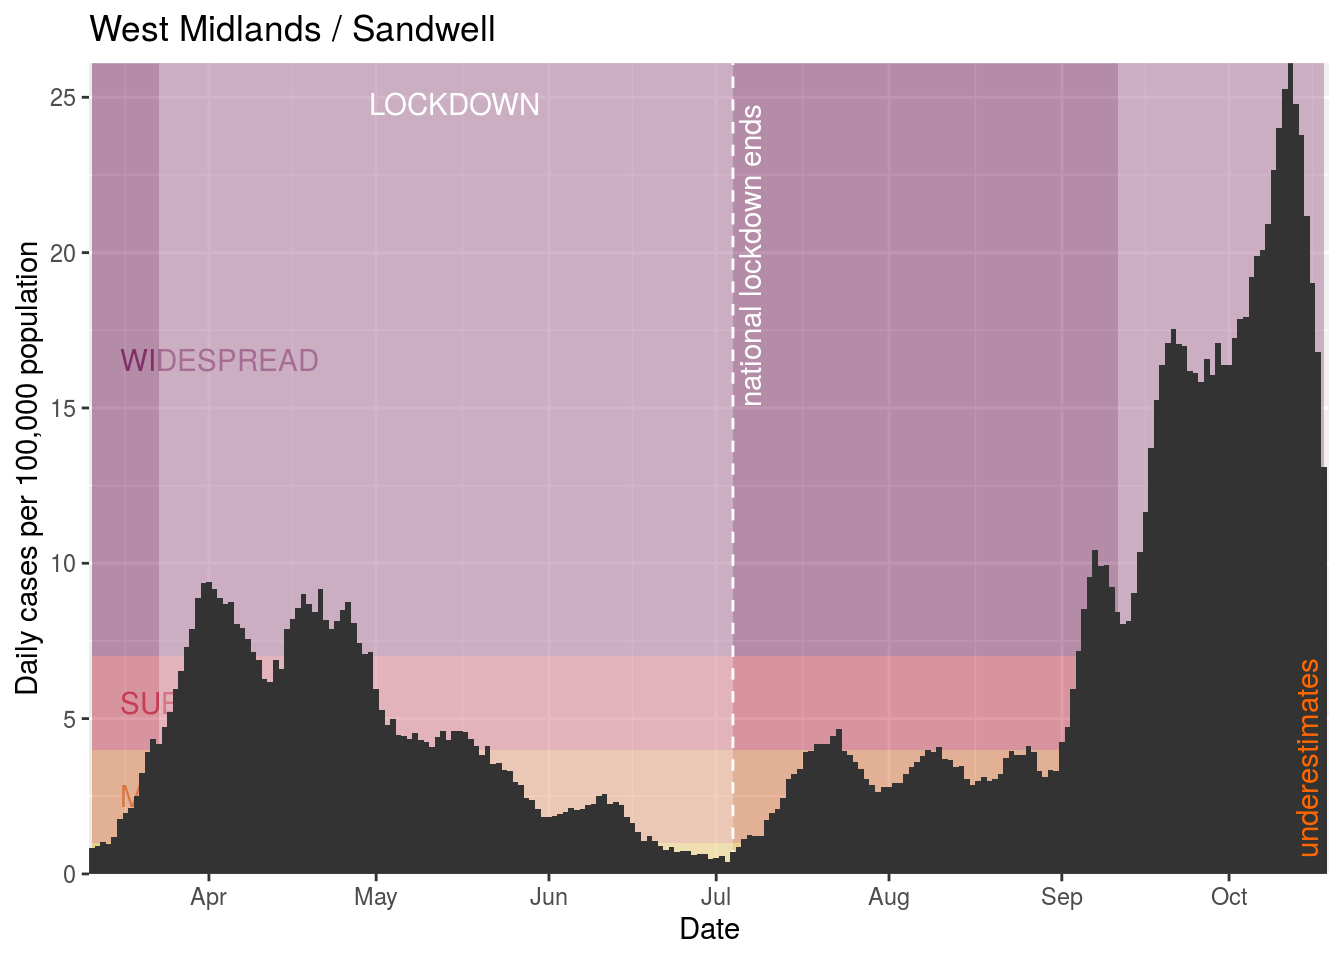 West Midlands / Sandwell
Daily cases per 100,000 population
25
20
15
10
5
0
LOCKDOWN
national lockdown ends
WIDESPREAD
underestimates
Apr
May
Jun
Jul
Aug
Sep
Oct
Date